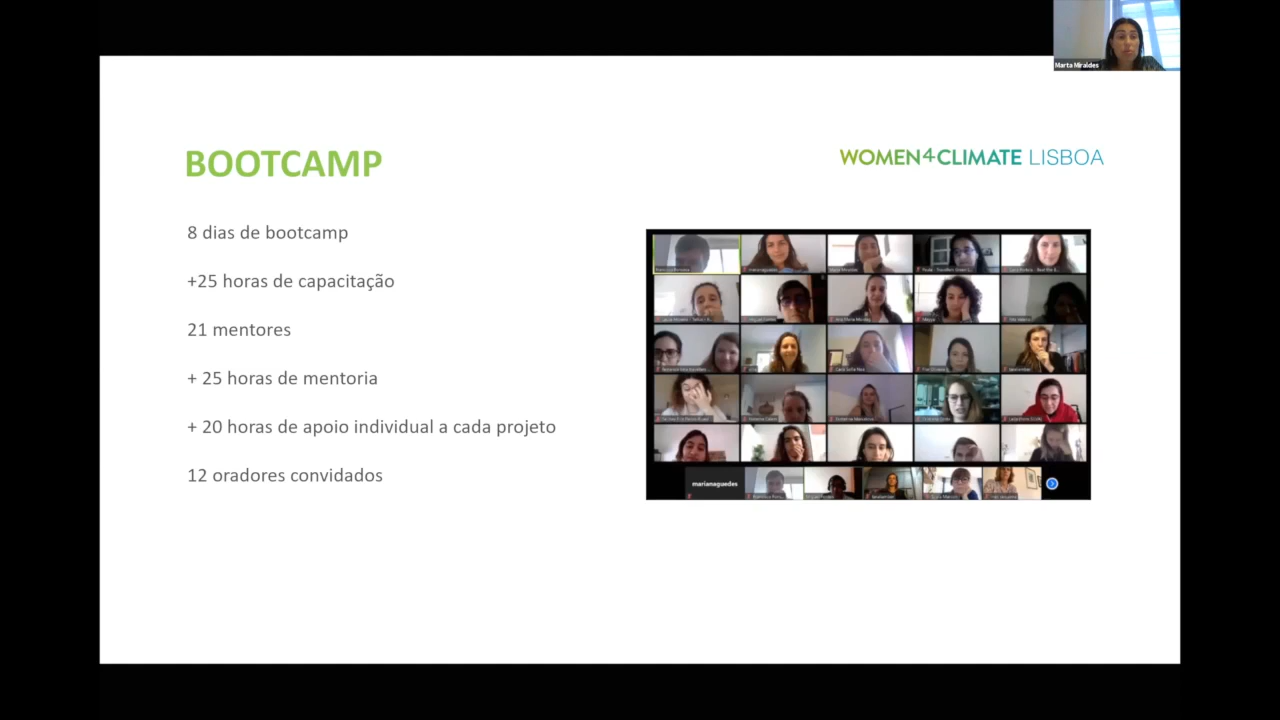 Marta Miraldes
BOOTCAMP
WOMEN4CLIMATE LISBOA
8 dias de bootcamp
+25 horas de capacitação
21 mentores
+ 25 horas de mentoria
+ 20 horas de apoio individual a cada projeto
12 oradores convidados
marianaguedes